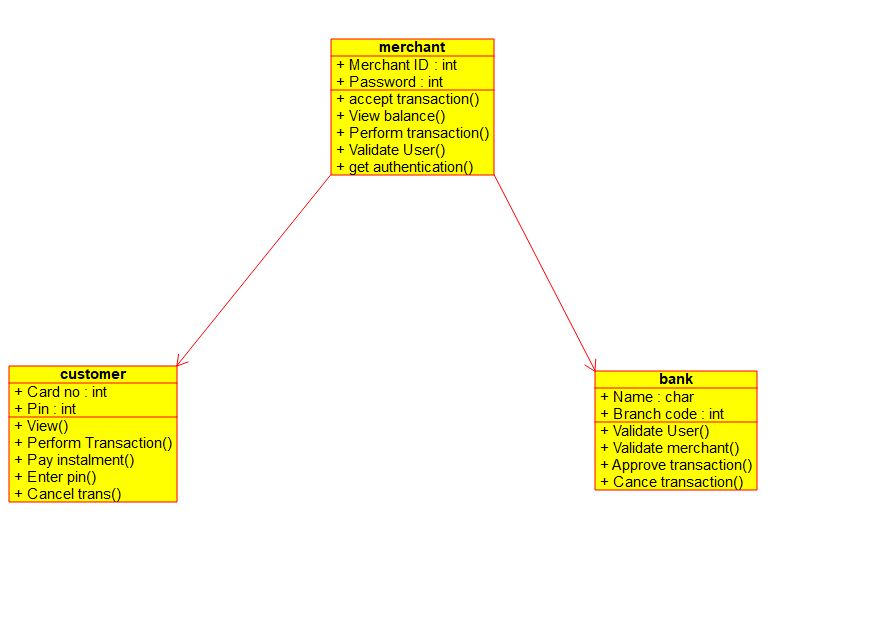 merchant
+ Merchant ID : int
+ Password : int
+ accept transaction()
+ View balance()
+ Perform transaction()
+ Validate User()
+ get authentication()
customer
+ Card no : int
+ Pin : int
+ View()
+ Perform Transaction()
+ Pay instalment()
+ Enter pin()
+ Cancel trans()
bank
+ Name : char
+ Branch code : int
+ Validate User()
+ Validate merchant()
+ Approve transaction()
+ Cance transaction()